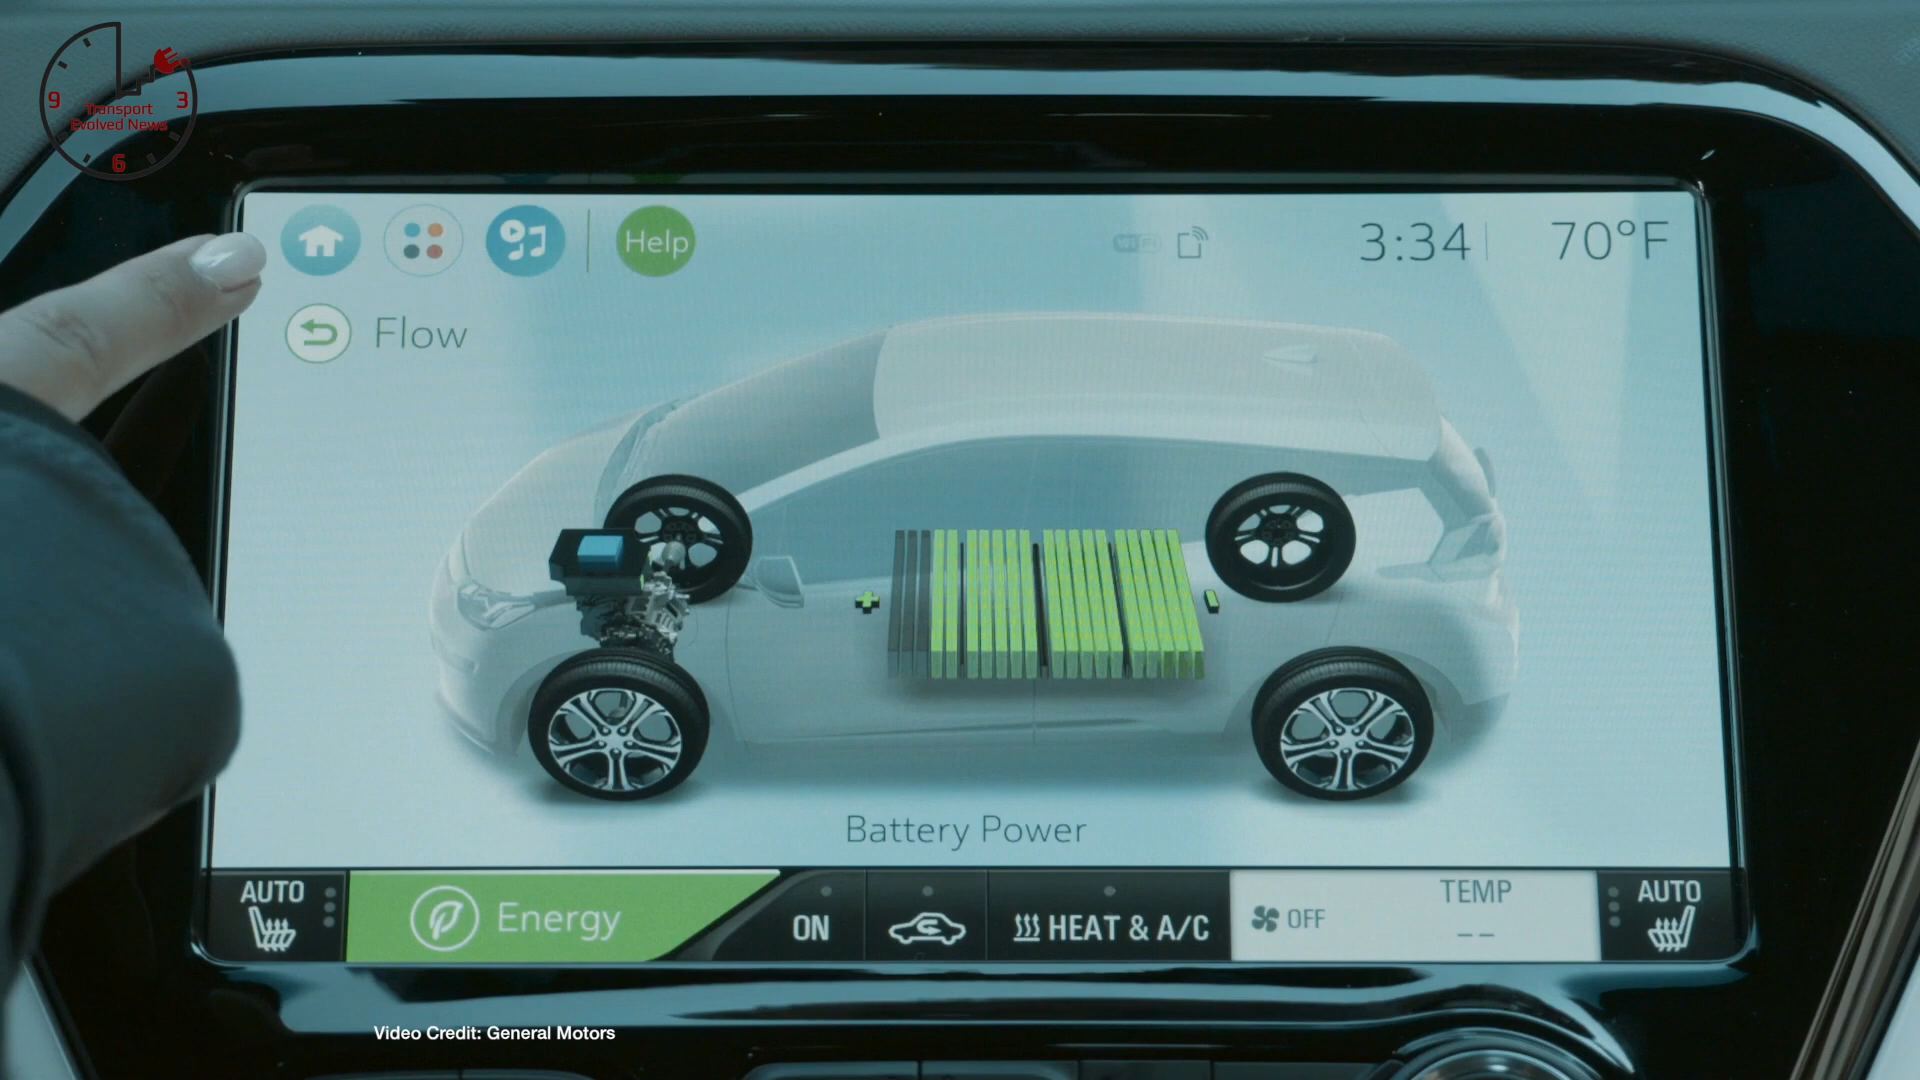 9
3
Transport
Evolved News
6
Help
WiFi
3:34
70°F
Flow
Battery Power
AUTO
Energy
ON
HEAT & A/C
OFF
TEMP
--
AUTO
Video Credit: General Motors